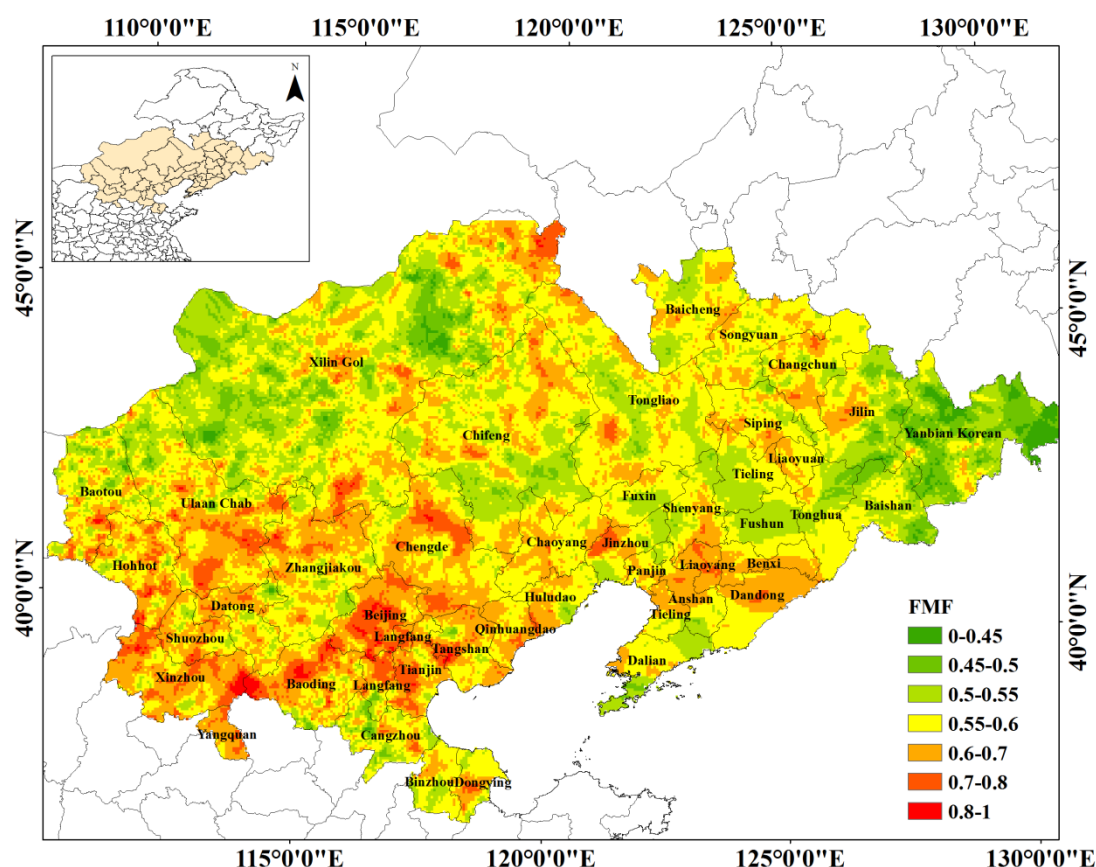 110°0'0"E 115°0'0"E 120°0'0"E 125°0'0"E 130°0'0"E
N
45°0'0"N
45°0'0"N
Baicheng
Songyuan
Xilin Gol
Changchun
Tongliao
Jilin
Siping
Chifeng
Yanbian Korean
Liaoyuan
Tieling
Baotou
Ulaan Chab
Fuxin
Shenyang
Baishan
Tonghua
Fushun
Chengde
Chaoyang
Jinzhou
Hohhot
Zhangjiakou
Panjin
Liaoyang
Benxi
40°0'0"N
Huludao
Anshan
Dandong
Datong
Beijing
Tieling
40°0'0"N
Shuozhou
Langfang
Qinhuangdao
Tangshan
Dalian
Xinzhou
Baoding
Tianjin
Langfang
Yangquan
Cangzhou
Binzhou
Dongying
FMF
0-0.45
0.45-0.5
0.5-0.55
0.55-0.6
0.6-0.7
0.7-0.8
0.8-1
115°0'0"E 120°0'0"E 125°0'0"E 130°0'0"E